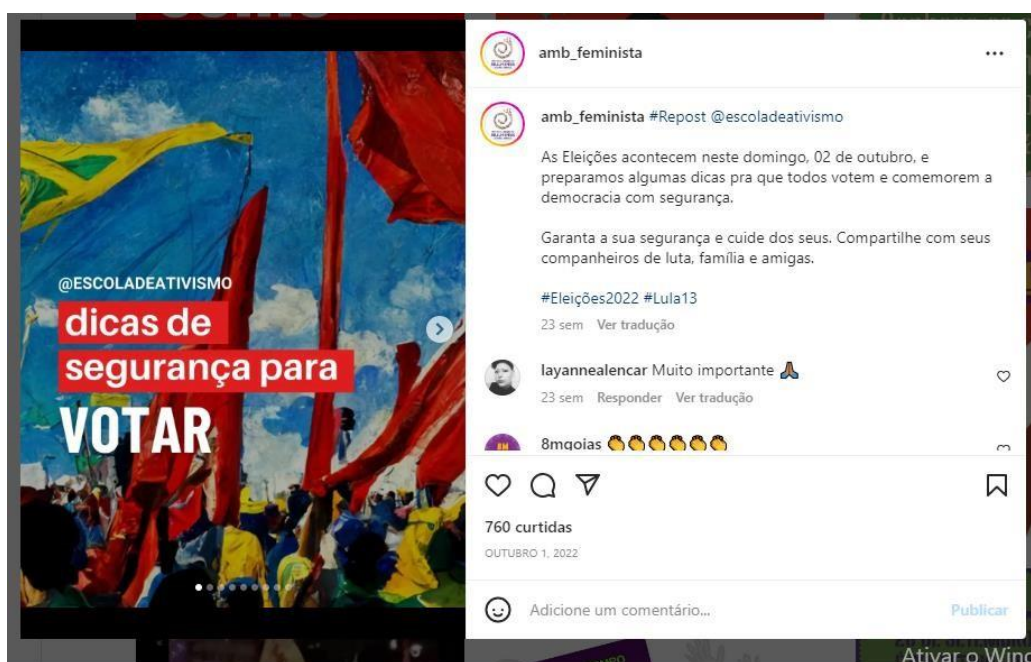 @ESCOLADEATIVISMO
dicas de
segurança para
VOTAR
amb_feminista
amb_feminista #Repost @escoladeativismo
As Eleições acontecem neste domingo, 02 de outubro, e
preparamos algumas dicas pra que todos votem e comemorem a
democracia com segurança.
Garanta a sua segurança e cuide dos seus. Compartilhe com seus
companheiros de luta, família e amigas.
#Eleições2022 #Lula13
23 sem Ver tradução
layannealencar Muito importante 🙏🏾
23 sem Responder Ver tradução
8mgoias 👏👏👏👏👏👏
760 curtidas
OUTUBRO 1, 2022
Adicione um comentário...
Publicar
Ativar o Wind